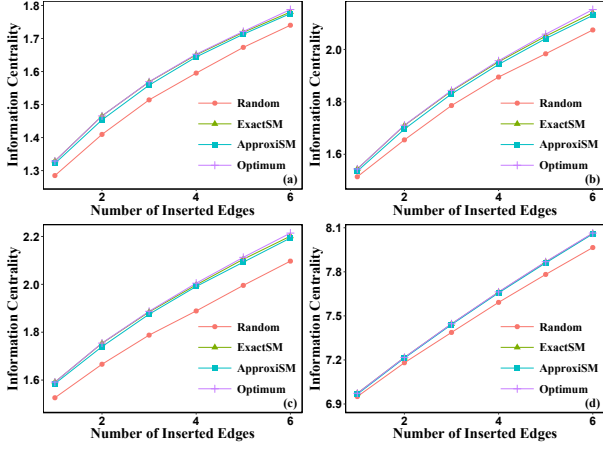 Information Centrality
1.8
1.7
1.6
1.5
1.4
1.3
Random
ExactSM
ApproxiSM
Optimum
(a)
2
4
6
Number of Inserted Edges
Information Centrality
2.0
1.8
1.6
Random
ExactSM
ApproxiSM
Optimum
(b)
2
4
6
Number of Inserted Edges
Information Centrality
2.2
2.0
1.8
1.6
Random
ExactSM
ApproxiSM
Optimum
(c)
2
4
6
Number of Inserted Edges
Information Centrality
8.1
7.8
7.5
7.2
6.9
Random
ExactSM
ApproxiSM
Optimum
(d)
2
4
6
Number of Inserted Edges